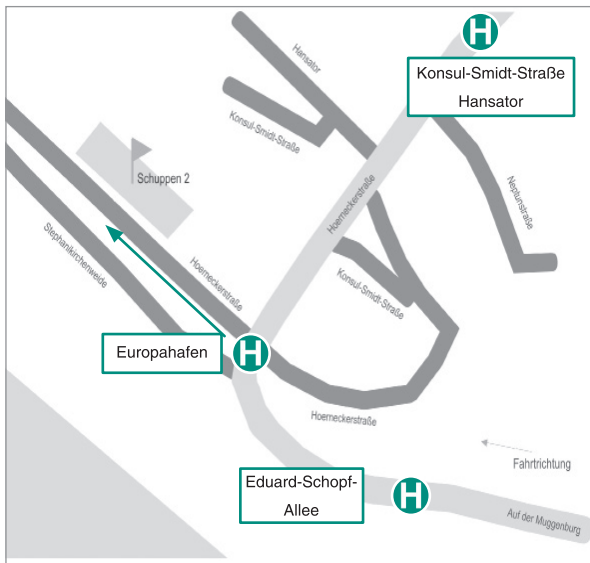 H
Konsul-Smidt-Straße
Hansator
Hansator
Konsul-Smidt-Straße
Schuppen 2
Hoerneckerstraße
Neptunstraße
Stephanikirchenweide
Hoerneckerstraße
Konsul-Smidt-Straße
Europahafen
H
Hoerneckerstraße
Fahrtrichtung
Eduard-Schopf-
Allee
H
Auf der Muggenburg